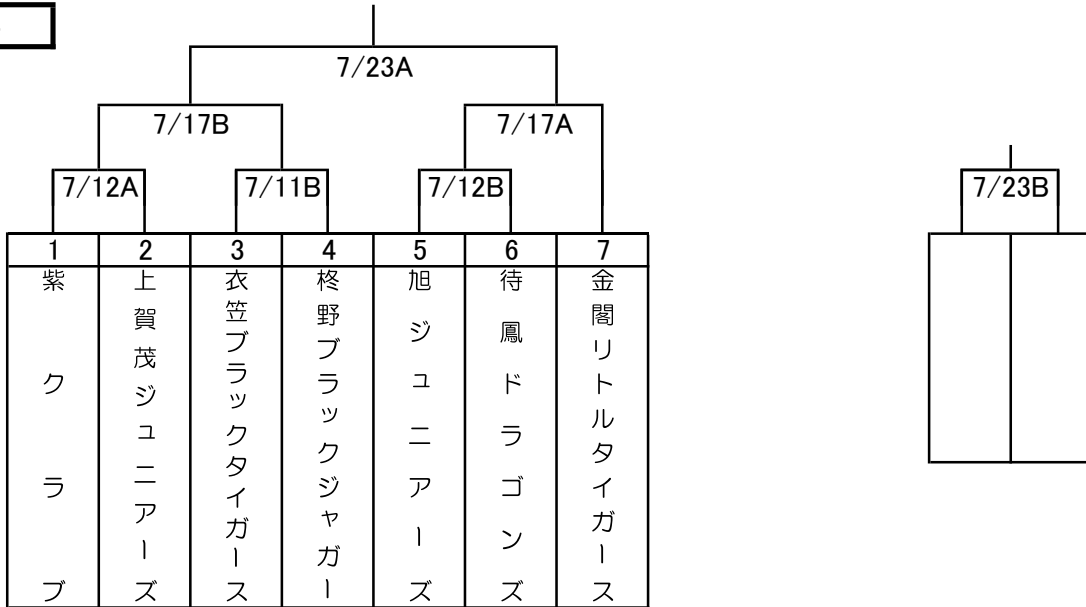 7/23A
7/17B
7/17A
7/12A
7/11B
7/12B
7/23B
1
2
3
4
5
6
7
紫クラブ
上賀茂ジュニアーズ
衣笠ブラックタイガース
柊野ブラックジャガー
旭ジュニアーズ
待鳳ドラゴンズ
金閣リトルタイガース